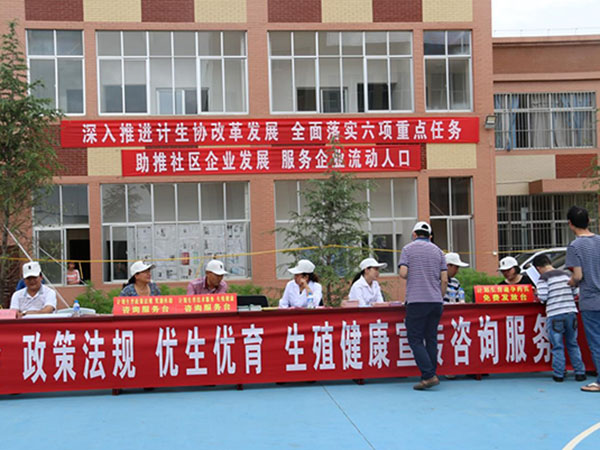 深入推进计生协改革发展 全面落实六项重点任务
助推社区企业发展 服务企业流动人口
咨询服务台
咨询服务台
免费发放台
政策法规 优生优育 生殖健康宣传咨询服务